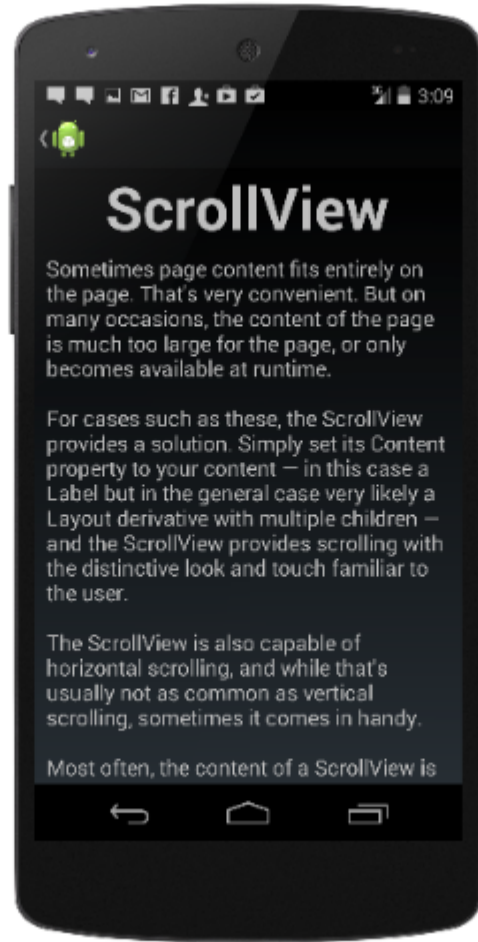 3:09
ScrollView
Sometimes page content fits entirely on
the page. That's very convenient. But on
many occasions, the content of the page
is much too large for the page, or only
becomes available at runtime.
For cases such as these, the ScrollView
provides a solution. Simply set its Content
property to your content — in this case a
Label but in the general case very likely a
Layout derivative with multiple children —
and the ScrollView provides scrolling with
the distinctive look and touch familiar to
the user.
The ScrollView is also capable of
horizontal scrolling, and while that's
usually not as common as vertical
scrolling, sometimes it comes in handy.
Most often, the content of a ScrollView is